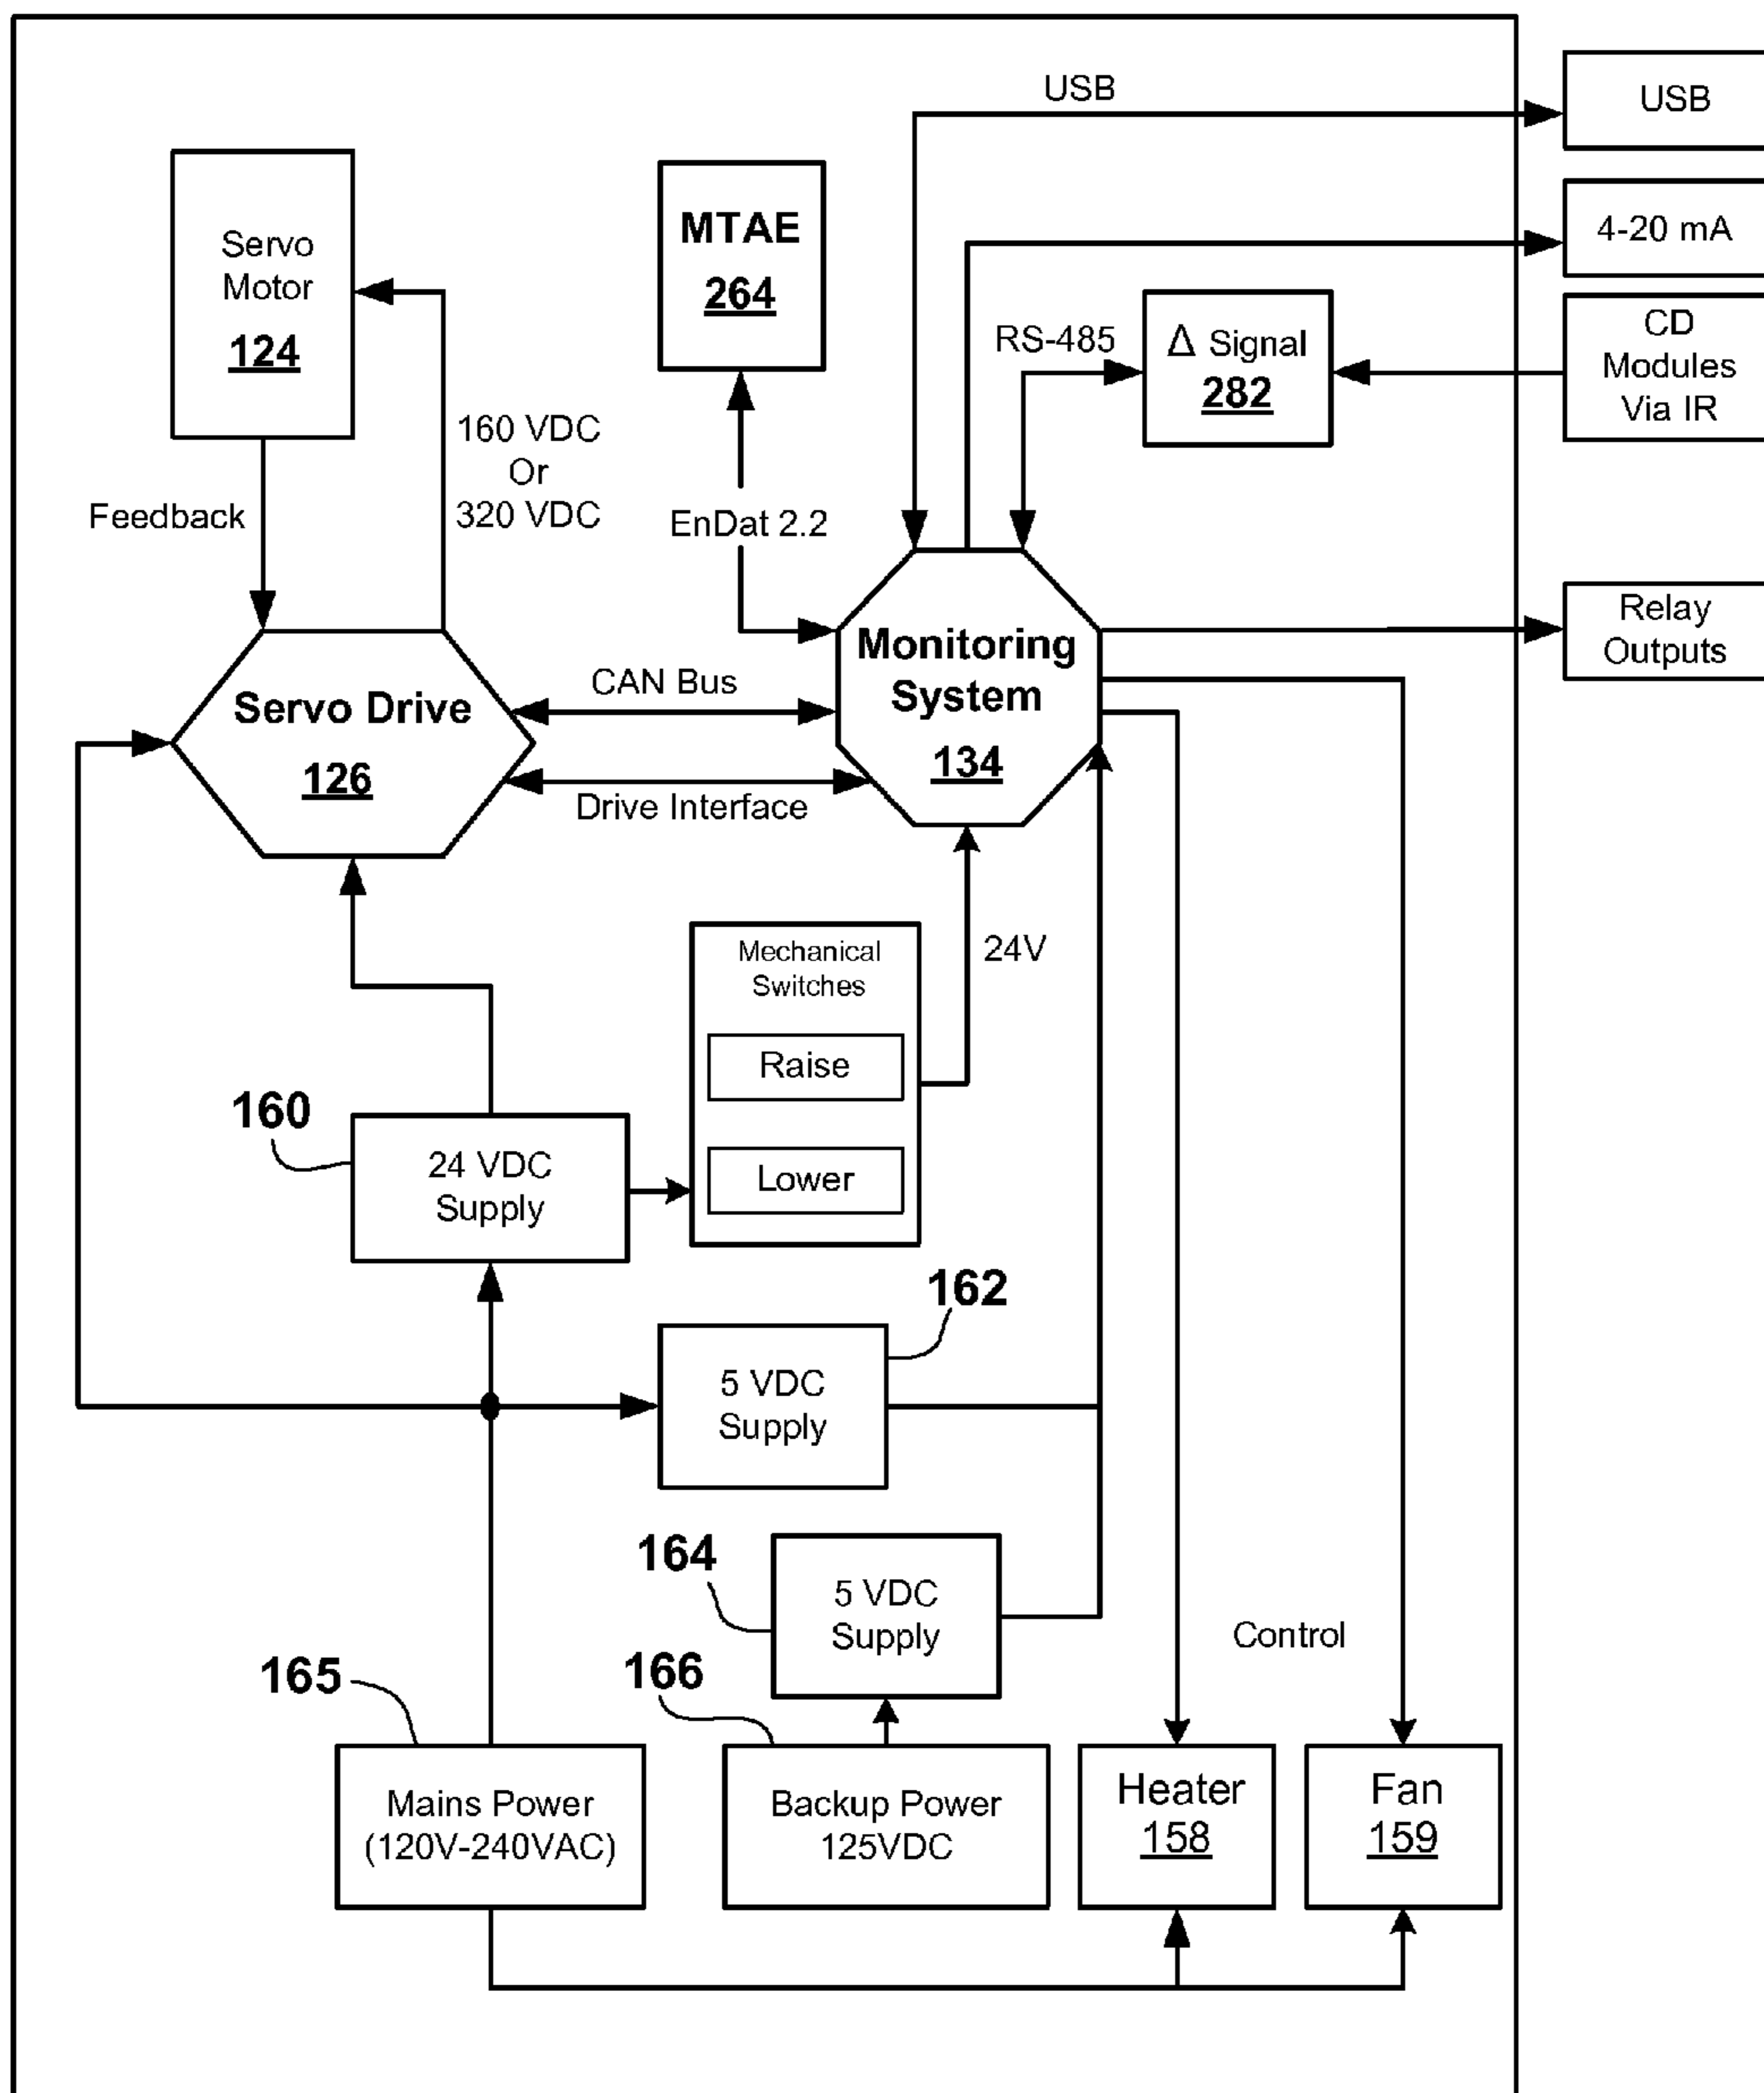 USB
USB
4-20 mA
Servo
Motor
124
MTAE
264
RS-485
Δ Signal
282
CD
Modules
Via IR
160 VDC
Or
320 VDC
Feedback
EnDat 2.2
Relay
Outputs
Monitoring
System
134
CAN Bus
Servo Drive
126
Drive Interface
Mechanical
Switches
24V
Raise
Lower
160
24 VDC
Supply
162
5 VDC
Supply
164
5 VDC
Supply
Control
165
166
Mains Power
(120V-240VAC)
Backup Power
125VDC
Heater
158
Fan
159